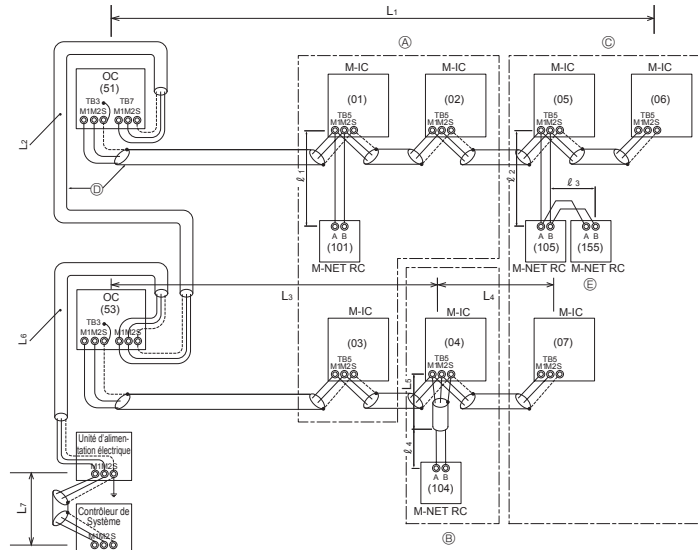 L1
Ⓐ
Ⓒ
OC
(51)
TB3
TB7
M1M2S
M1M2S
M-IC
(01)
TB5
M1M2S
M-IC
(02)
TB5
M1M2S
M-IC
(05)
TB5
M1M2S
M-IC
(06)
TB5
M1M2S
L2
Ⓓ
ℓ1
ℓ2
ℓ3
A B
(101)
M-NET RC
A B
(105)
M-NET RC
A B
(155)
M-NET RC
Ⓔ
L3
L4
L6
OC
(53)
TB3
M1M2S
M1M2S
M-IC
(03)
TB5
M1M2S
M-IC
(04)
TB5
M1M2S
M-IC
(07)
TB5
M1M2S
L5
ℓ4
A B
(104)
M-NET RC
Ⓑ
Unité d'alimen-
tation électrique
M1M2S
L7
Contrôleur de
Système
M1M2S